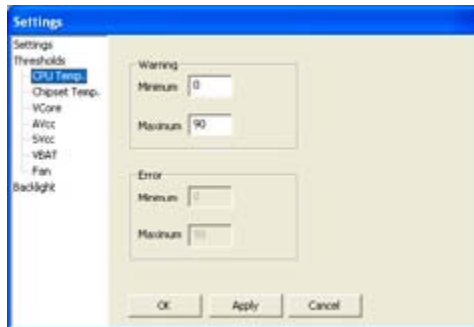 Settings
Settings
Thresholds
CPU Temp.
Chipset Temp.
VCore
AVcc
5Vcc
VBAT
Fan
Backlight
Warning
Minimum 0
Maximum 90
Error
Minimum 0
Maximum
OK
Apply
Cancel